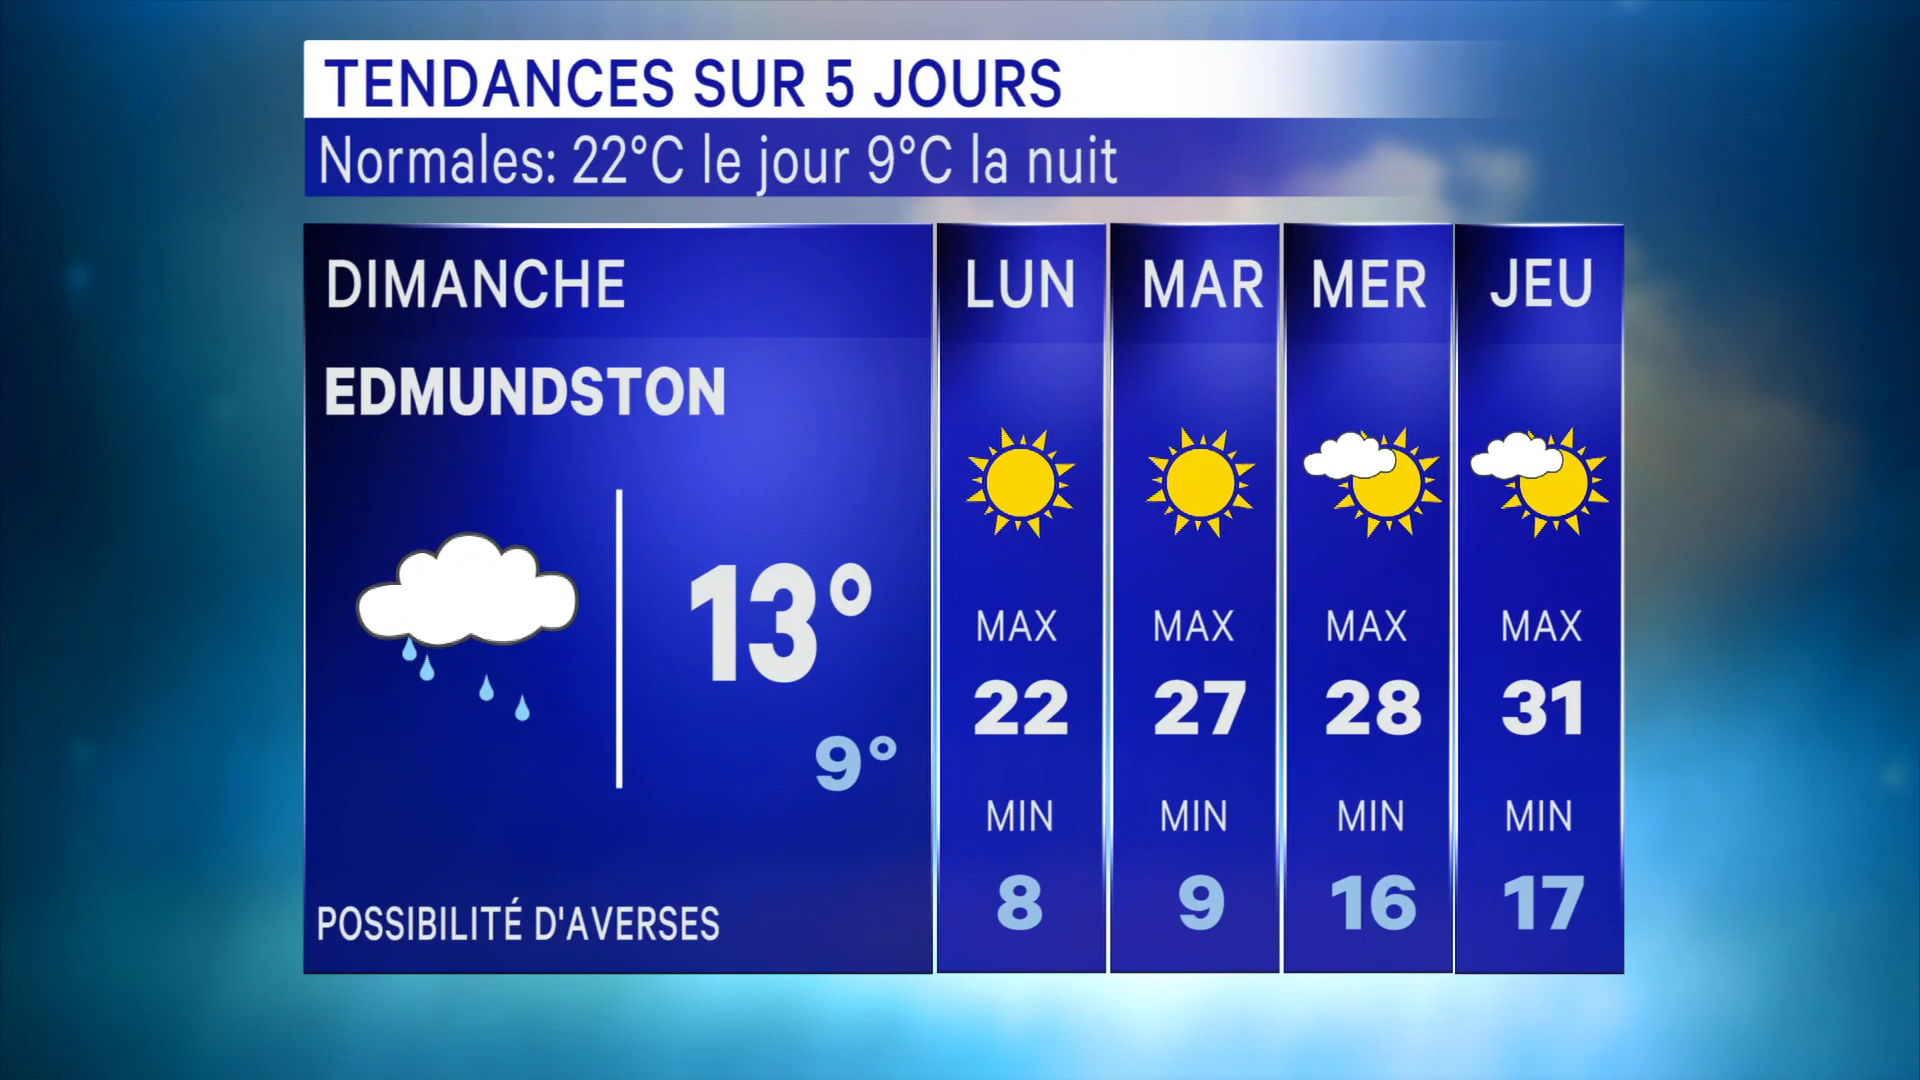 TENDANCES SUR 5 JOURS
Normales: 22°C le jour 9°C la nuit
DIMANCHE
EDMUNDSTON
13°
9°
POSSIBILITÉ D'AVERSES
LUN
MAX
22
MIN
8
MAR
MAX
27
MIN
9
MER
MAX
28
MIN
16
JEU
MAX
31
MIN
17